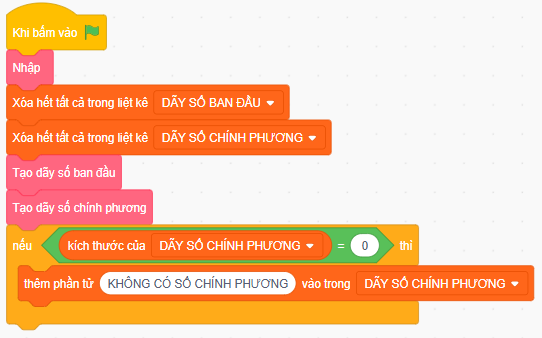 Khi bấm vào
Nhập
Xóa hết tất cả trong liệt kê DÃY SỐ BAN ĐẦU
Xóa hết tất cả trong liệt kê DÃY SỐ CHÍNH PHƯƠNG
Tạo dãy số ban đầu
Tạo dãy số chính phương
nếu kích thước của DÃY SỐ CHÍNH PHƯƠNG = 0 thì
thêm phần tử KHÔNG CÓ SỐ CHÍNH PHƯƠNG vào trong DÃY SỐ CHÍNH PHƯƠNG